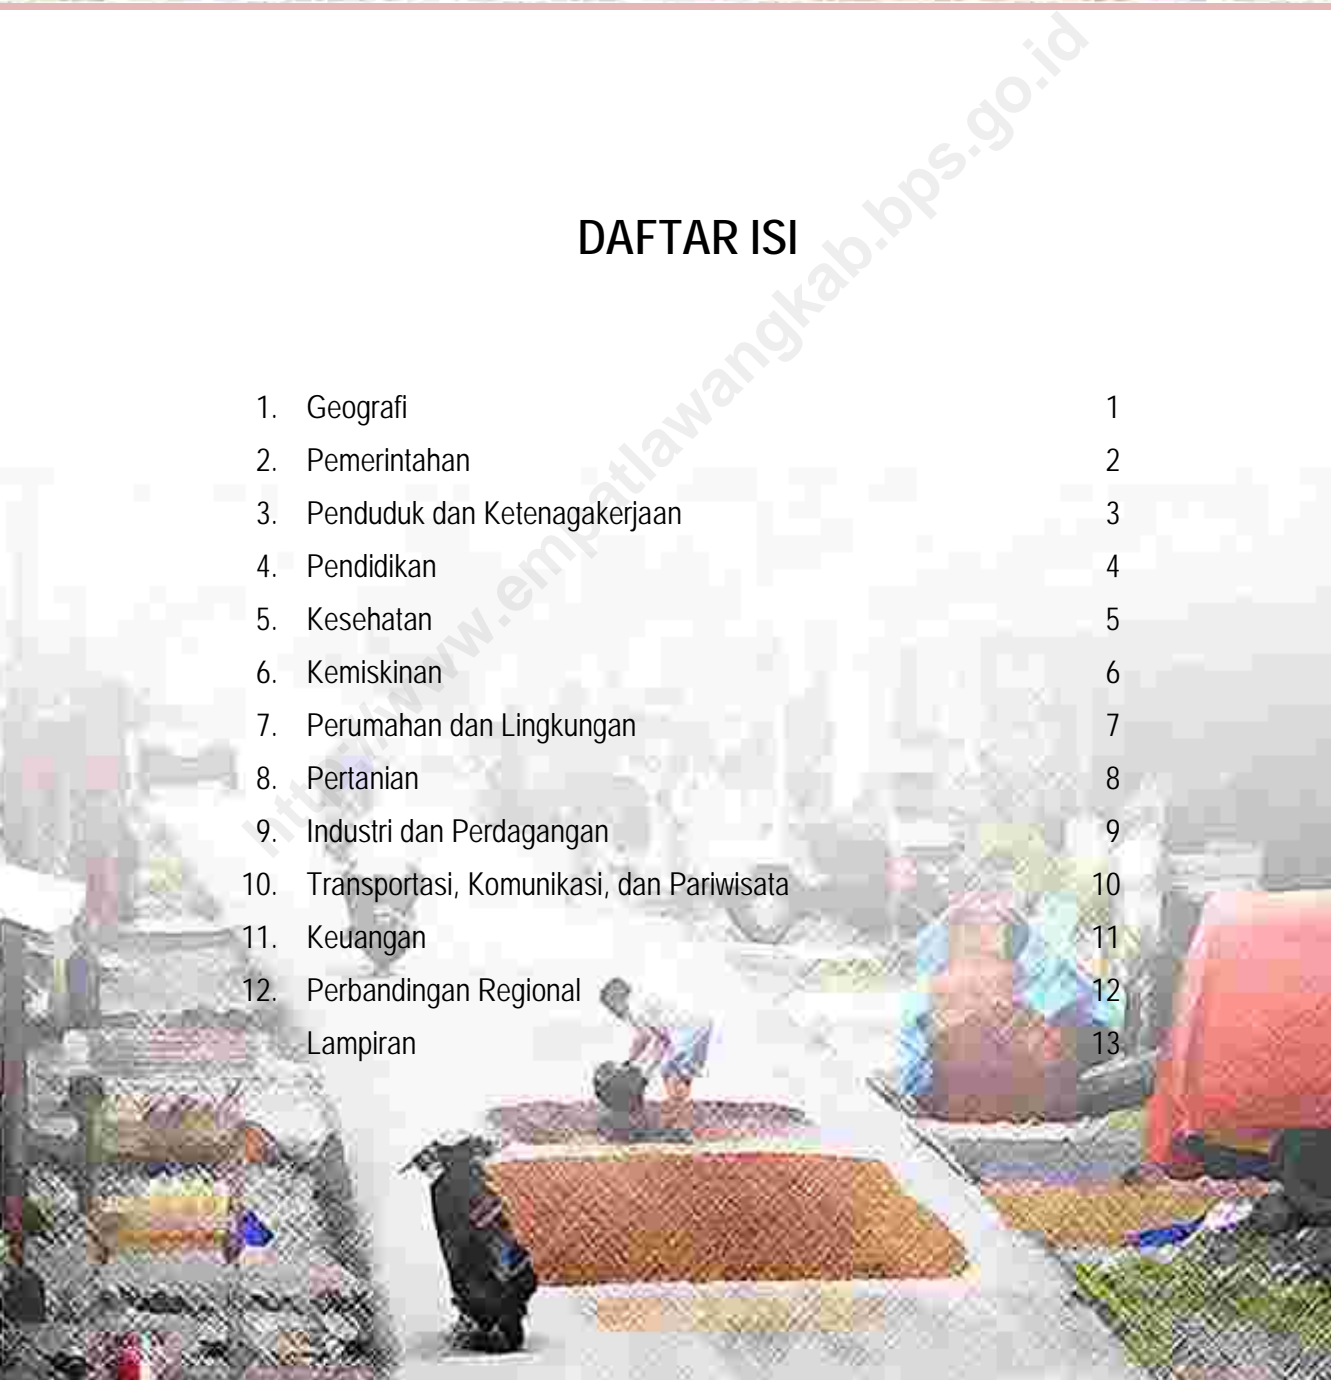 DAFTAR ISI
1. Geografi 1
2. Pemerintahan 2
3. Penduduk dan Ketenagakerjaan 3
4. Pendidikan 4
5. Kesehatan 5
6. Kemiskinan 6
7. Perumahan dan Lingkungan 7
8. Pertanian 8
9. Industri dan Perdagangan 9
10. Transportasi, Komunikasi, dan Pariwisata 10
11. Keuangan 11
12. Perbandingan Regional 12
Lampiran 13
http://www.empatlawangkab.bps.go.id